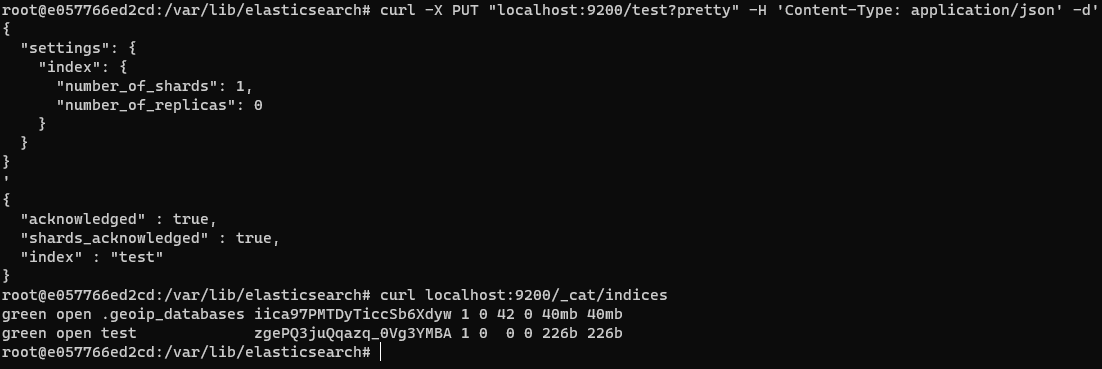 root@e057766ed2cd:/var/lib/elasticsearch# curl -X PUT "localhost:9200/test?pretty" -H 'Content-Type: application/json' -d'
{
  "settings": {
    "index": {
      "number_of_shards": 1,
      "number_of_replicas": 0
    }
  }
}
'
{
  "acknowledged" : true,
  "shards_acknowledged" : true,
  "index" : "test"
}
root@e057766ed2cd:/var/lib/elasticsearch# curl localhost:9200/_cat/indices
green open .geoip_databases iica97PMTDyTiccSb6Xdyw 1 0 42 0 40mb 40mb
green open test             zgePQ3juQqazq_0Vg3YMBA 1 0  0 0 226b 226b
root@e057766ed2cd:/var/lib/elasticsearch#